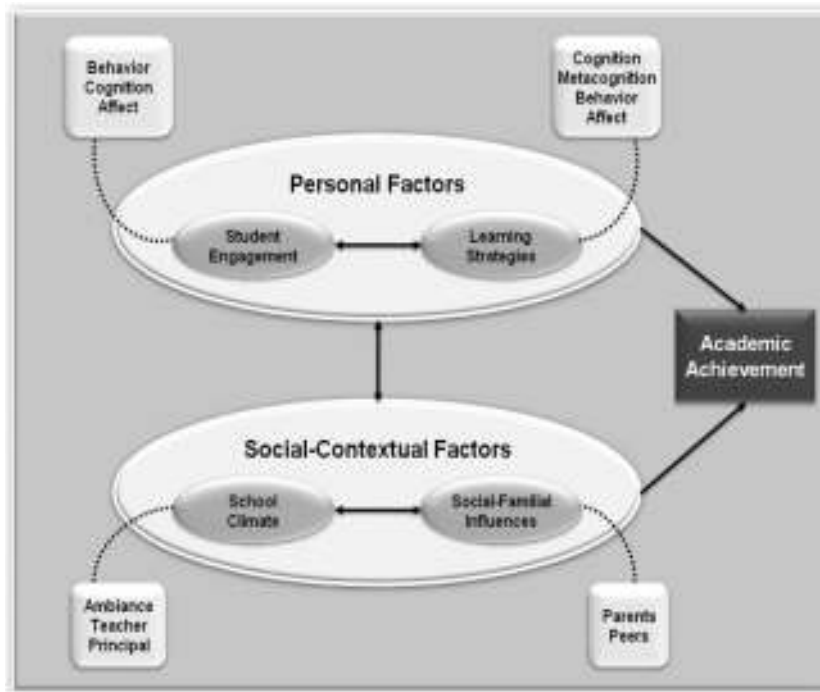 Behavior
Cognition
Affect
Cognition
Metacognition
Behavior
Affect
Personal Factors
Student
Engagement
Learning
Strategies
Academic
Achievement
Social-Contextual Factors
School
Climate
Social-Familial
Influences
Ambiance
Teacher
Principal
Parents
Peers